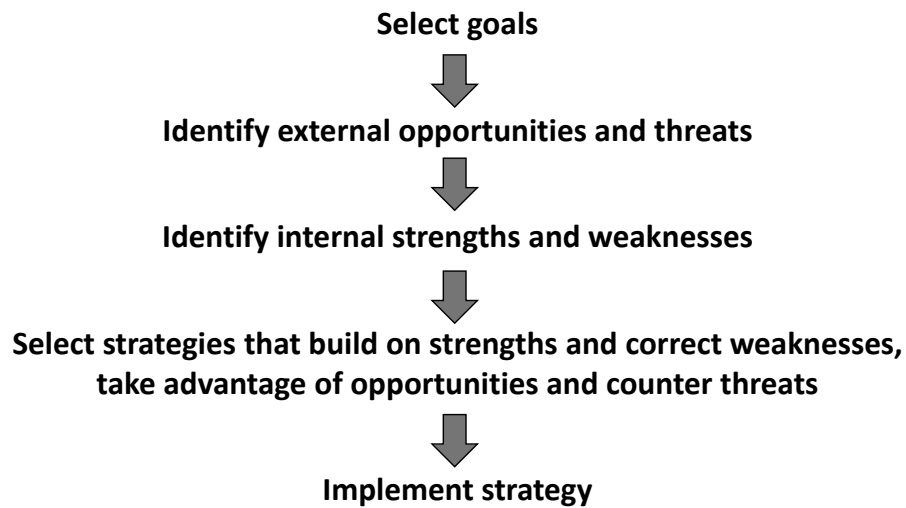 Select goals
Identify external opportunities and threats
Identify internal strengths and weaknesses
Select strategies that build on strengths and correct weaknesses,
take advantage of opportunities and counter threats
Implement strategy